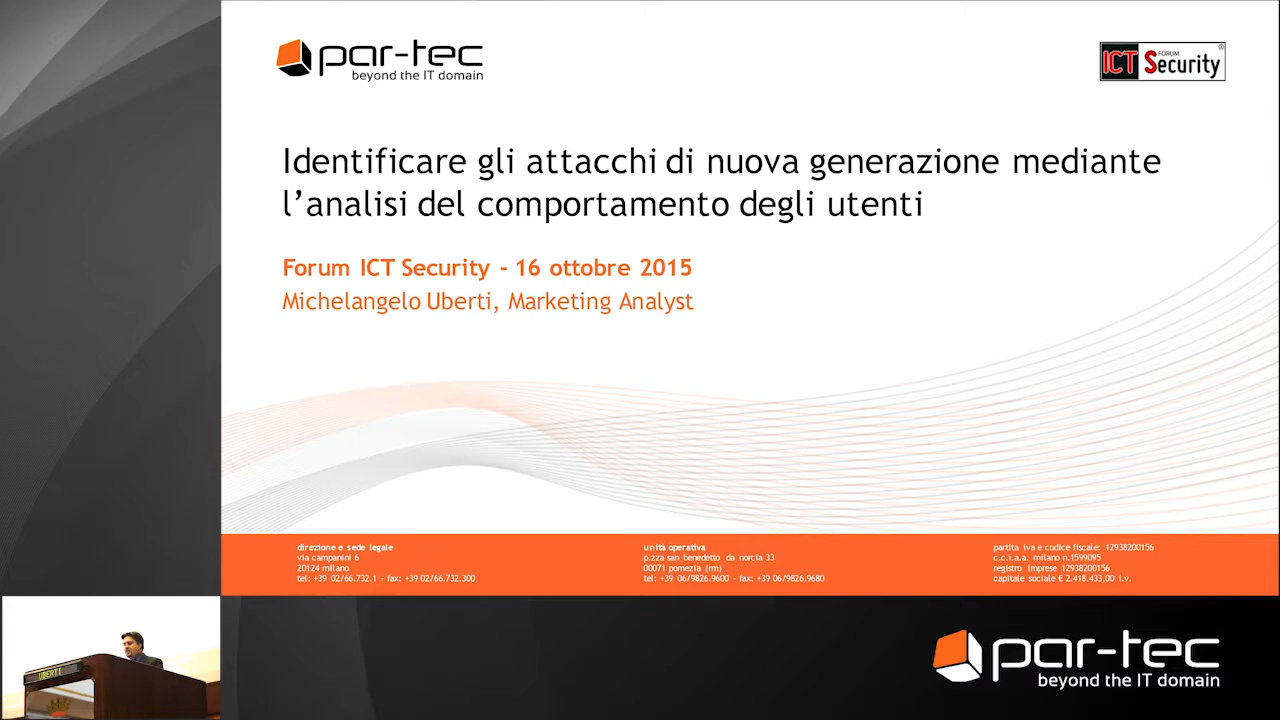 par-tec
beyond the IT domain
ICT FORUM Security ®
Identificare gli attacchi di nuova generazione mediante
l’analisi del comportamento degli utenti
Forum ICT Security - 16 ottobre 2015
Michelangelo Uberti, Marketing Analyst
direzione e sede legale
via campanini 6
20124 milano
tel: +39 02/66.732.1 - fax: +39 02/66.732.300
unità operativa
p.zza san benedetto da norcia 33
00071 pomezia (rm)
tel: +39 06/9826.9600 - fax: +39 06/9826.9680
partita iva e codice fiscale: 12938200156
c.c.i.a.a. milano n.1599095
registro imprese 12938200156
capitale sociale € 2.418.433,00 i.v.
UBERTI
par-tec
beyond the IT domain